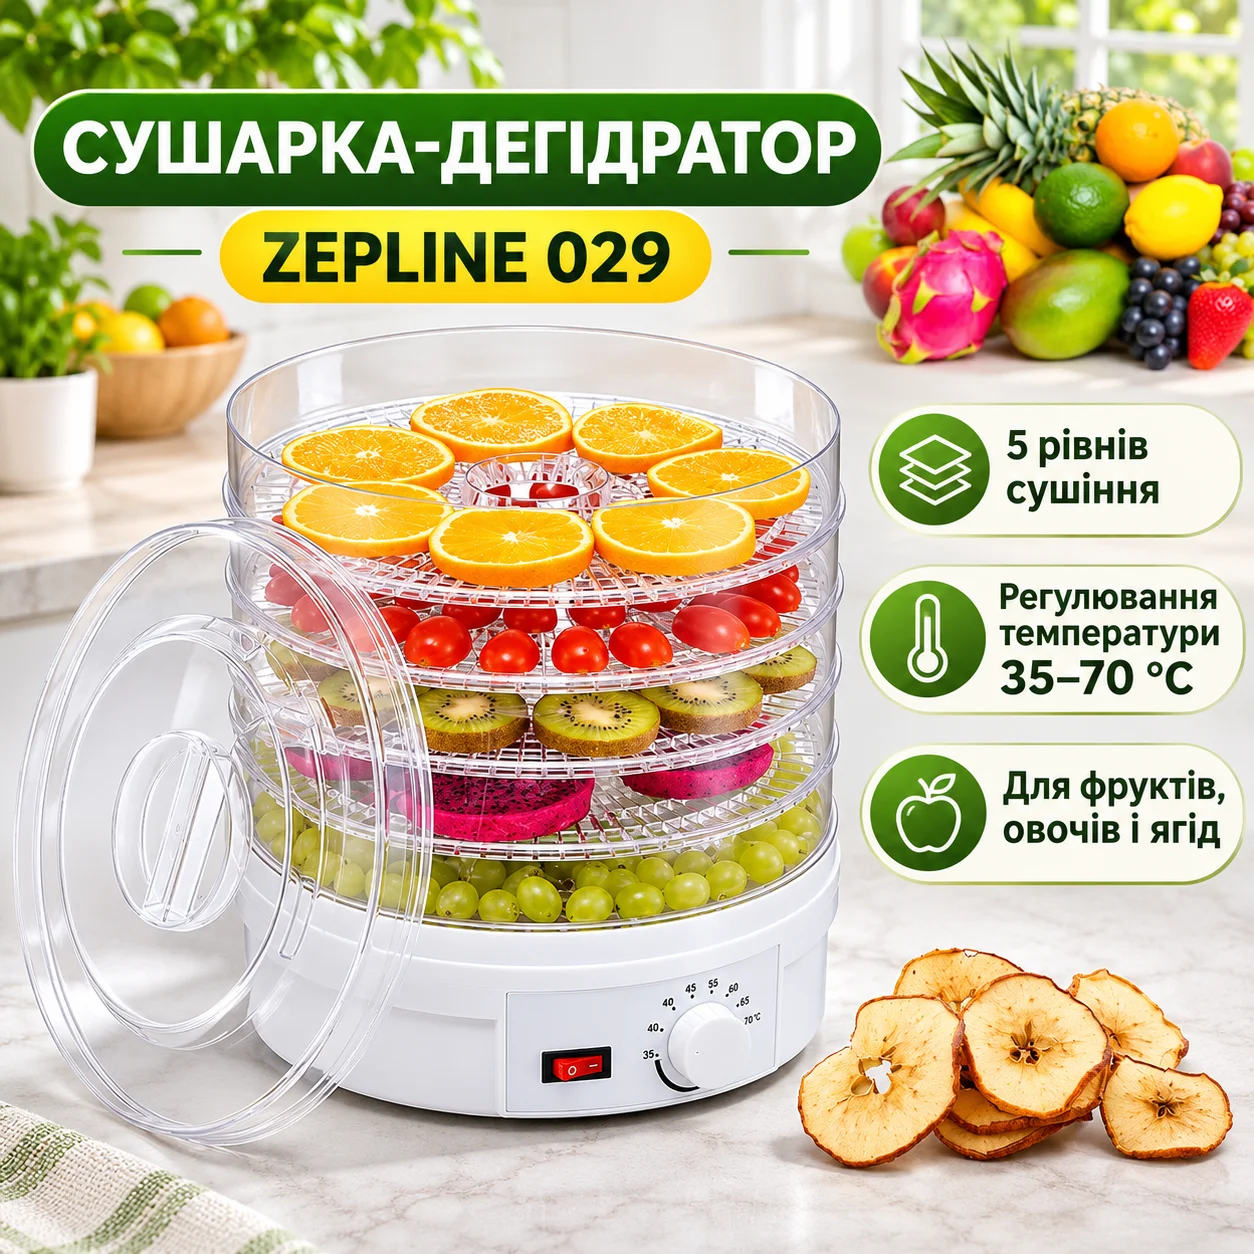 СУШАРКА-ДЕГІДРАТОР
ZEPLINE 029
5 рівнів
сушіння
Регулювання
температури
35–70 °C
Для фруктів,
овочів і ягід
35
40
40
45
55
60
65
70 °C